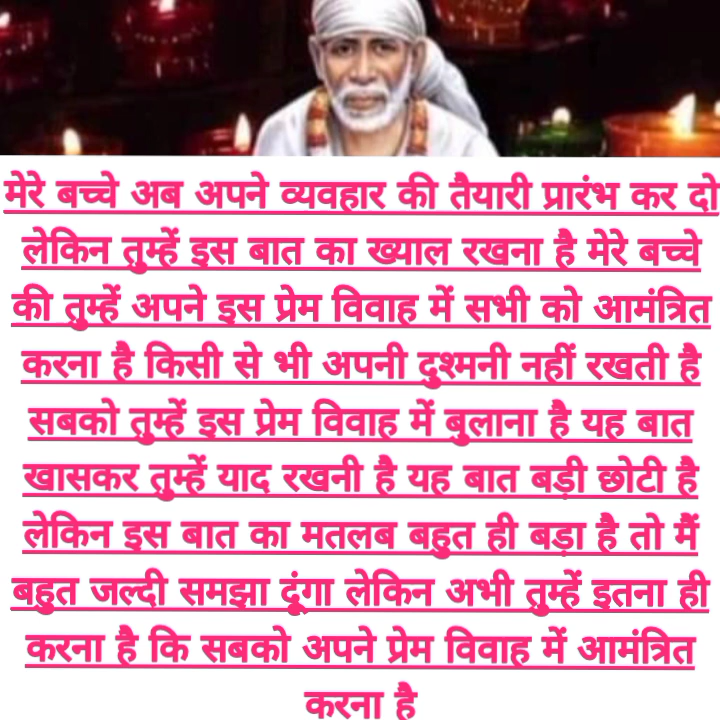 मेरे बच्चे अब अपने व्यवहार की तैयारी प्रारंभ कर दो
लेकिन तुम्हें इस बात का ख्याल रखना है मेरे बच्चे
की तुम्हें अपने इस प्रेम विवाह में सभी को आमंत्रित
करना है किसी से भी अपनी दुश्मनी नहीं रखती है
सबको तुम्हें इस प्रेम विवाह में बुलाना है यह बात
खासकर तुम्हें याद रखनी है यह बात बड़ी छोटी है
लेकिन इस बात का मतलब बहुत ही बड़ा है तो मैं
बहुत जल्दी समझा दूंगा लेकिन अभी तुम्हें इतना ही
करना है कि सबको अपने प्रेम विवाह में आमंत्रित
करना है